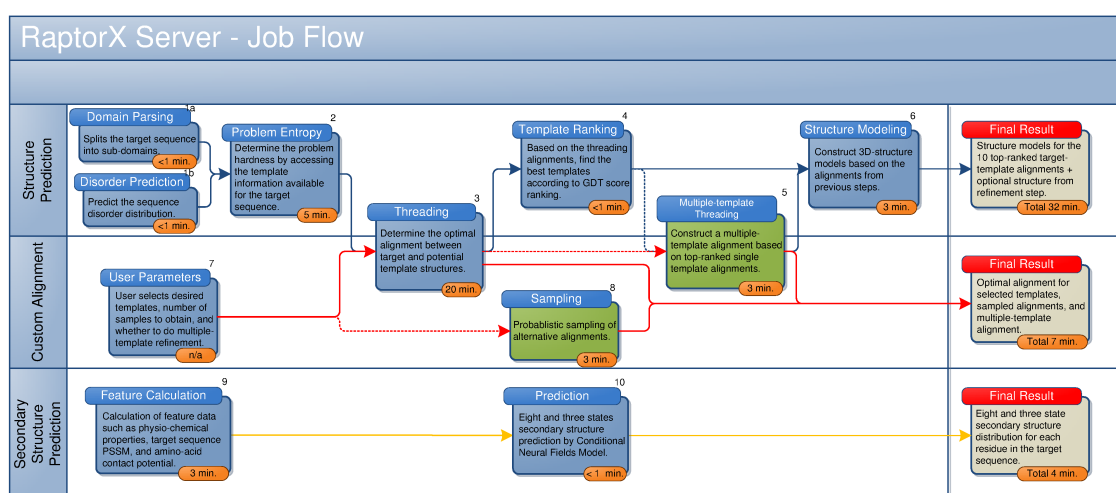 RaptorX Server - Job Flow
Structure
Prediction
1a
Domain Parsing
Splits the target sequence
into sub-domains.
<1 min.
1b
Disorder Prediction
Predict the sequence
disorder distribution.
<1 min.
2
Problem Entropy
Determine the problem
hardness by accessing
the template
information available
for the target
sequence.
5 min.
3
Threading
Determine the optimal
alignment between
target and potential
template structures.
20 min.
4
Template Ranking
Based on the threading
alignments, find the
best templates
according to GDT score
ranking.
<1 min.
5
Multiple-template
Threading
Construct a multiple-
template alignment based
on top-ranked single
template alignments.
3 min.
6
Structure Modeling
Construct 3D-structure
models based on the
alignments from
previous steps.
3 min.
Final Result
Structure models for the
10 top-ranked target-
template alignments +
optional structure from
refinement step.
Total 32 min.
Custom Alignment
7
User Parameters
User selects desired
templates, number of
samples to obtain, and
whether to do multiple-
template refinement.
n/a
8
Sampling
Probablistic sampling of
alternative alignments.
3 min.
Final Result
Optimal alignment for
selected templates,
sampled alignments, and
multiple-template
alignment.
Total 7 min.
Secondary
Structure
Prediction
9
Feature Calculation
Calculation of feature data
such as physio-chemical
properties, target sequence
PSSM, and amino-acid
contact potential.
3 min.
10
Prediction
Eight and three states
secondary structure
prediction by Conditional
Neural Fields Model.
< 1 min.
Final Result
Eight and three state
secondary structure
distribution for each
residue in the target
sequence.
Total 4 min.